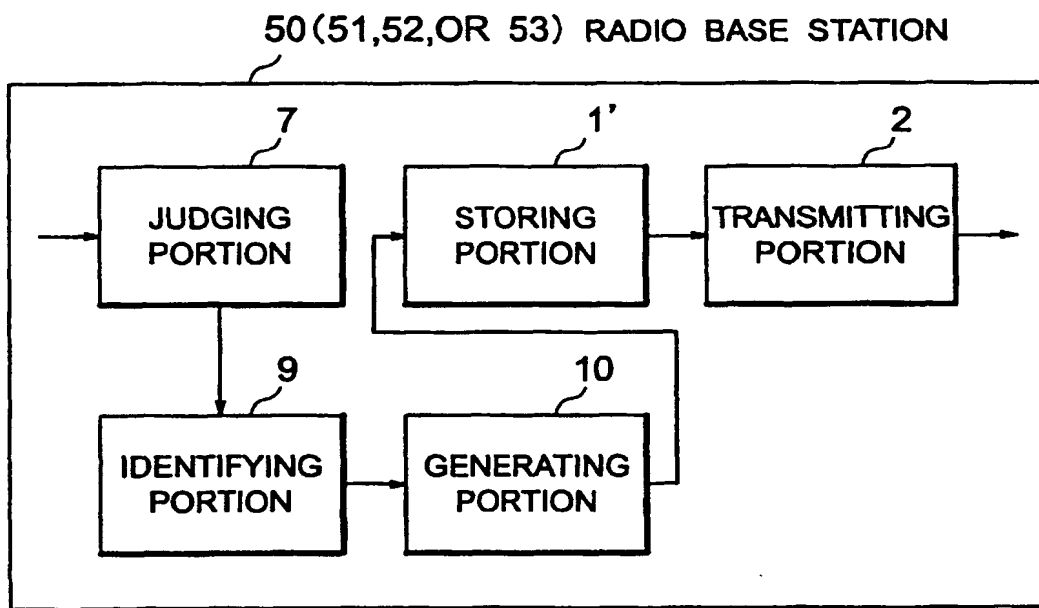 50(51,52,OR 53) RADIO BASE STATION
7
JUDGING
PORTION
1'
STORING
PORTION
2
TRANSMITTING
PORTION
9
IDENTIFYING
PORTION
10
GENERATING
PORTION